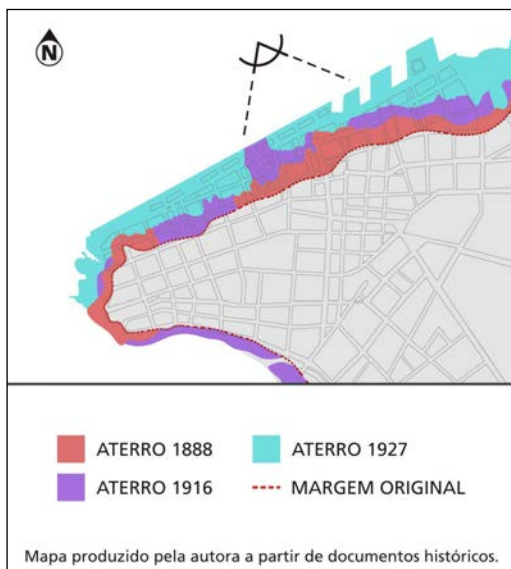 N
ATERRO 1888
ATERRO 1927
ATERRO 1916
MARGEM ORIGINAL
Mapa produzido pela autora a partir de documentos históricos.